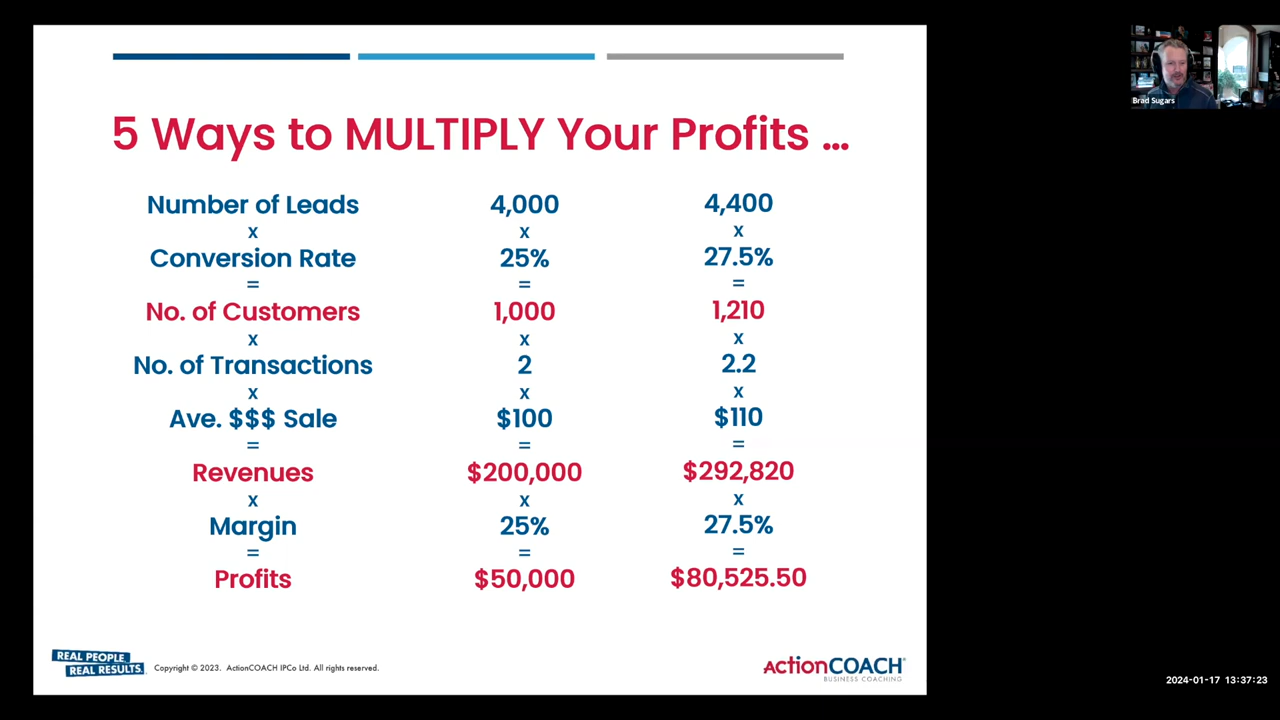 5 Ways to MULTIPLY Your Profits ...
Number of Leads 4,000 4,400
x x x
Conversion Rate 25% 27.5%
= = =
No. of Customers 1,000 1,210
x x x
No. of Transactions 2 2.2
x x x
Ave. $$$ Sale $100 $110
= = =
Revenues $200,000 $292,820
x x x
Margin 25% 27.5%
= = =
Profits $50,000 $80,525.50
REAL PEOPLE.
REAL RESULTS.
Copyright © 2023. ActionCOACH IPCo Ltd. All rights reserved.
actionCOACH®
BUSINESS COACHING
Brad Sugars
2024-01-17 13:37:23